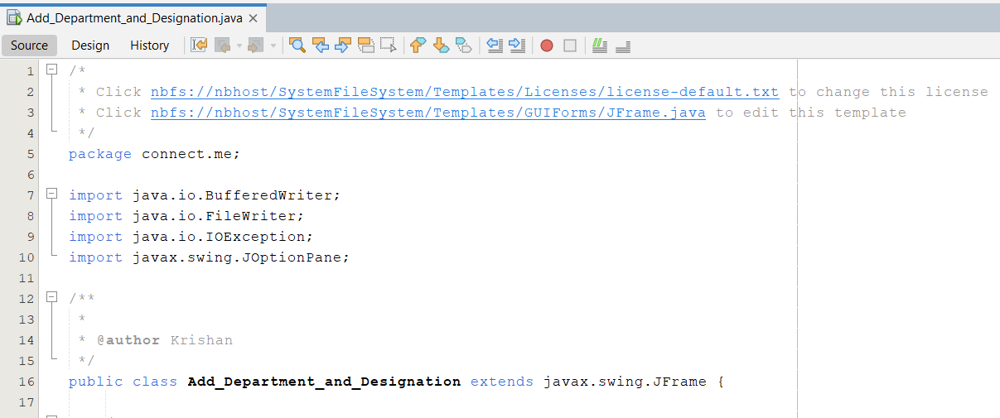 Add_Department_and_Designation.java
Source Design History
1 /*
2 * Click nbfs://nbhost/SystemFileSystem/Templates/Licenses/license-default.txt to change this license
3 * Click nbfs://nbhost/SystemFileSystem/Templates/GUIForms/JFrame.java to edit this template
4 */
5 package connect.me;
6
7 import java.io.BufferedWriter;
8 import java.io.FileWriter;
9 import java.io.IOException;
10 import javax.swing.JOptionPane;
11
12 /**
13 *
14 * @author Krishan
15 */
16 public class Add_Department_and_Designation extends javax.swing.JFrame {
17